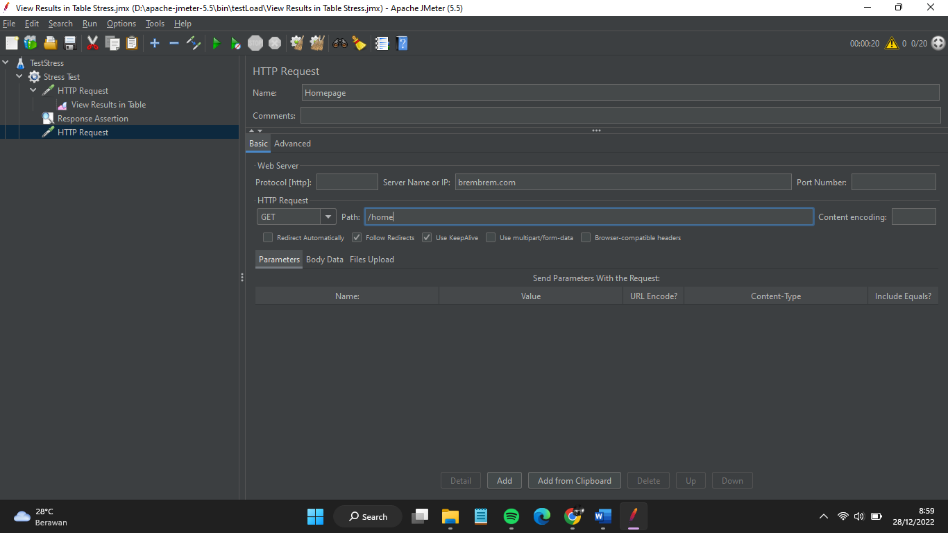 View Results in Table Stress.jmx (D:\apache-jmeter-5.5\bin\testLoad\View Results in Table Stress.jmx) - Apache JMeter (5.5)
File Edit Search Run Options Tools Help
00:00:20 0 0/20
TestStress
Stress Test
HTTP Request
View Results in Table
Response Assertion
HTTP Request
HTTP Request
Name: Homepage
Comments:
Basic Advanced
Web Server
Protocol [http]: Server Name or IP: brembrem.com Port Number:
HTTP Request
GET Path: /home Content encoding:
Redirect Automatically Follow Redirects Use KeepAlive Use multipart/form-data Browser-compatible headers
Parameters Body Data Files Upload
Send Parameters With the Request:
Name: Value URL Encode? Content-Type Include Equals?
Detail Add Add from Clipboard Delete Up Down
28°C
Berawan
Search
8:59
28/12/2022